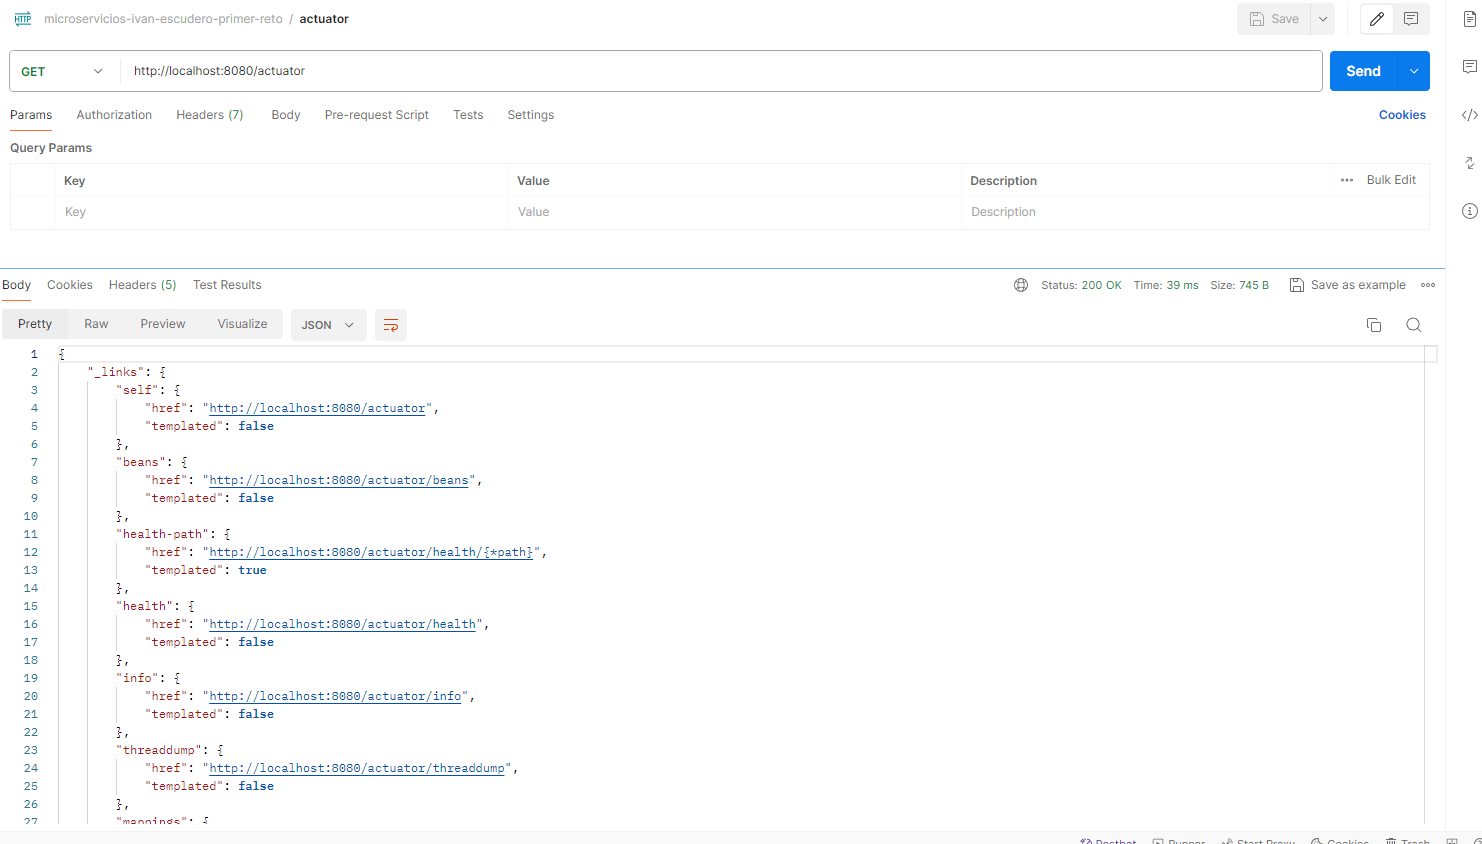 HTTP microservicios-ivan-escudero-primer-reto / actuator Save
GET http://localhost:8080/actuator Send
Params Authorization Headers (7) Body Pre-request Script Tests Settings Cookies
Query Params
Key Value Description ••• Bulk Edit
Key Value Description
Body Cookies Headers (5) Test Results Status: 200 OK Time: 39 ms Size: 745 B Save as example
Pretty Raw Preview Visualize JSON
1 {
2 "_links": {
3 "self": {
4 "href": "http://localhost:8080/actuator",
5 "templated": false
6 },
7 "beans": {
8 "href": "http://localhost:8080/actuator/beans",
9 "templated": false
10 },
11 "health-path": {
12 "href": "http://localhost:8080/actuator/health/{*path}",
13 "templated": true
14 },
15 "health": {
16 "href": "http://localhost:8080/actuator/health",
17 "templated": false
18 },
19 "info": {
20 "href": "http://localhost:8080/actuator/info",
21 "templated": false
22 },
23 "threaddump": {
24 "href": "http://localhost:8080/actuator/threaddump",
25 "templated": false
26 },
27 "mappings": {
Postbot Runner Start Proxy Cookies Trash